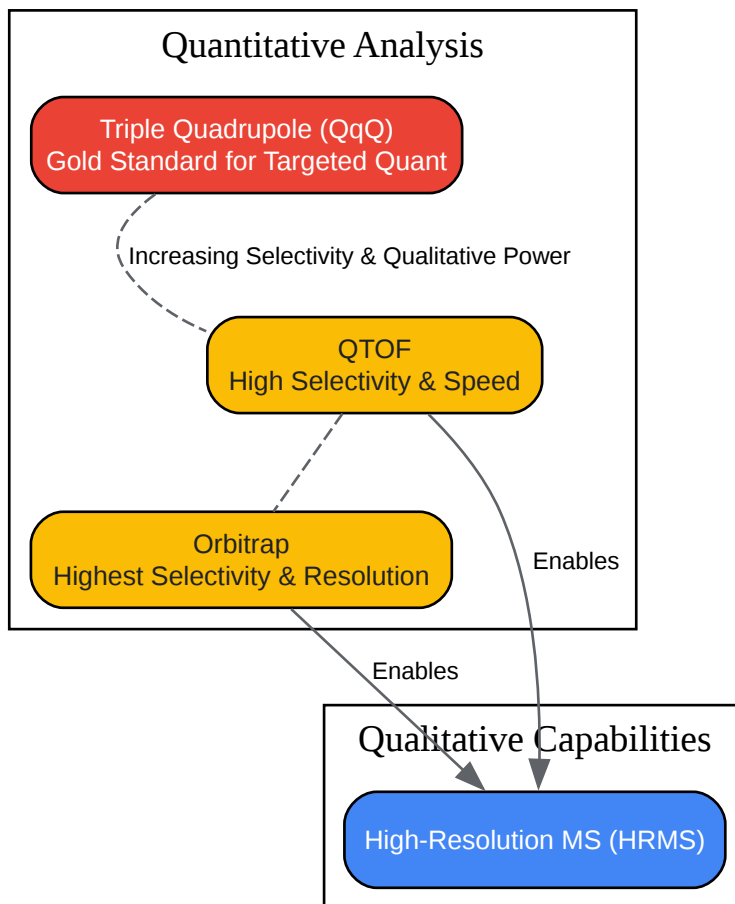 Quantitative Analysis
Triple Quadrupole (QqQ)
Gold Standard for Targeted Quant
Increasing Selectivity & Qualitative Power
QTOF
High Selectivity & Speed
Orbitrap
Highest Selectivity & Resolution
Enables
Enables
Qualitative Capabilities
High-Resolution MS (HRMS)